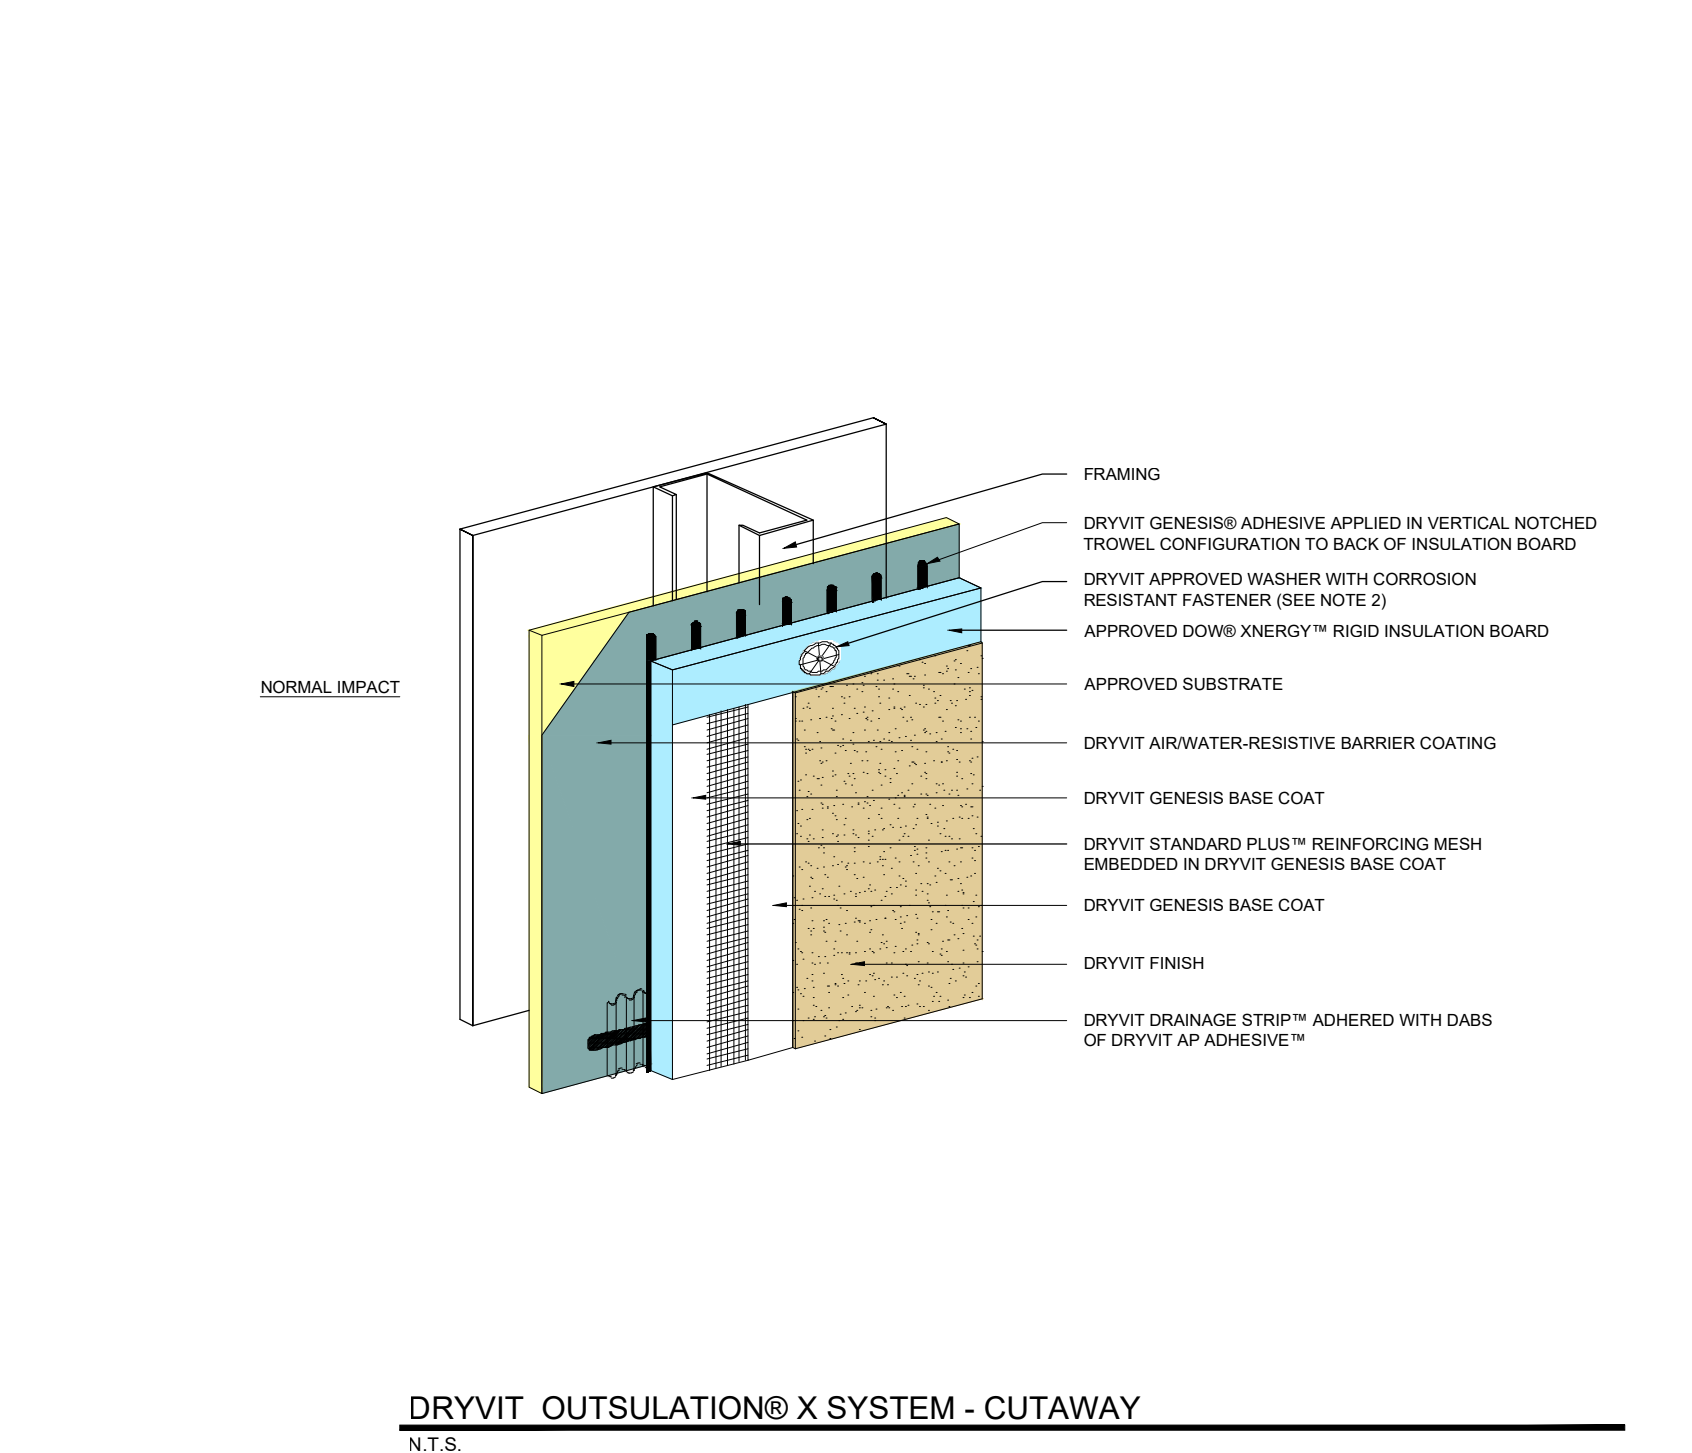 FRAMING
DRYVIT GENESIS® ADHESIVE APPLIED IN VERTICAL NOTCHED
TROWEL CONFIGURATION TO BACK OF INSULATION BOARD
DRYVIT APPROVED WASHER WITH CORROSION
RESISTANT FASTENER (SEE NOTE 2)
APPROVED DOW® XNERGY™ RIGID INSULATION BOARD
NORMAL IMPACT
APPROVED SUBSTRATE
DRYVIT AIR/WATER-RESISTIVE BARRIER COATING
DRYVIT GENESIS BASE COAT
DRYVIT STANDARD PLUS™ REINFORCING MESH
EMBEDDED IN DRYVIT GENESIS BASE COAT
DRYVIT GENESIS BASE COAT
DRYVIT FINISH
DRYVIT DRAINAGE STRIP™ ADHERED WITH DABS
OF DRYVIT AP ADHESIVE™
DRYVIT OUTSULATION® X SYSTEM - CUTAWAY
N.T.S.